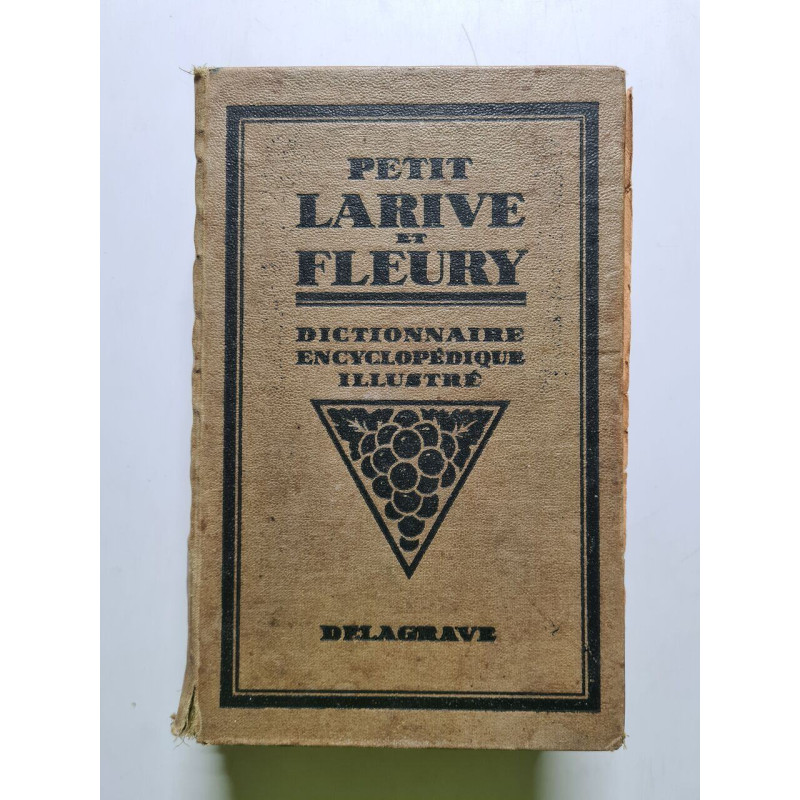 PETIT
LARIVE
ET
FLEURY
DICTIONNAIRE
ENCYCLOPÉDIQUE
ILLUSTRÉ
DELAGRAVE